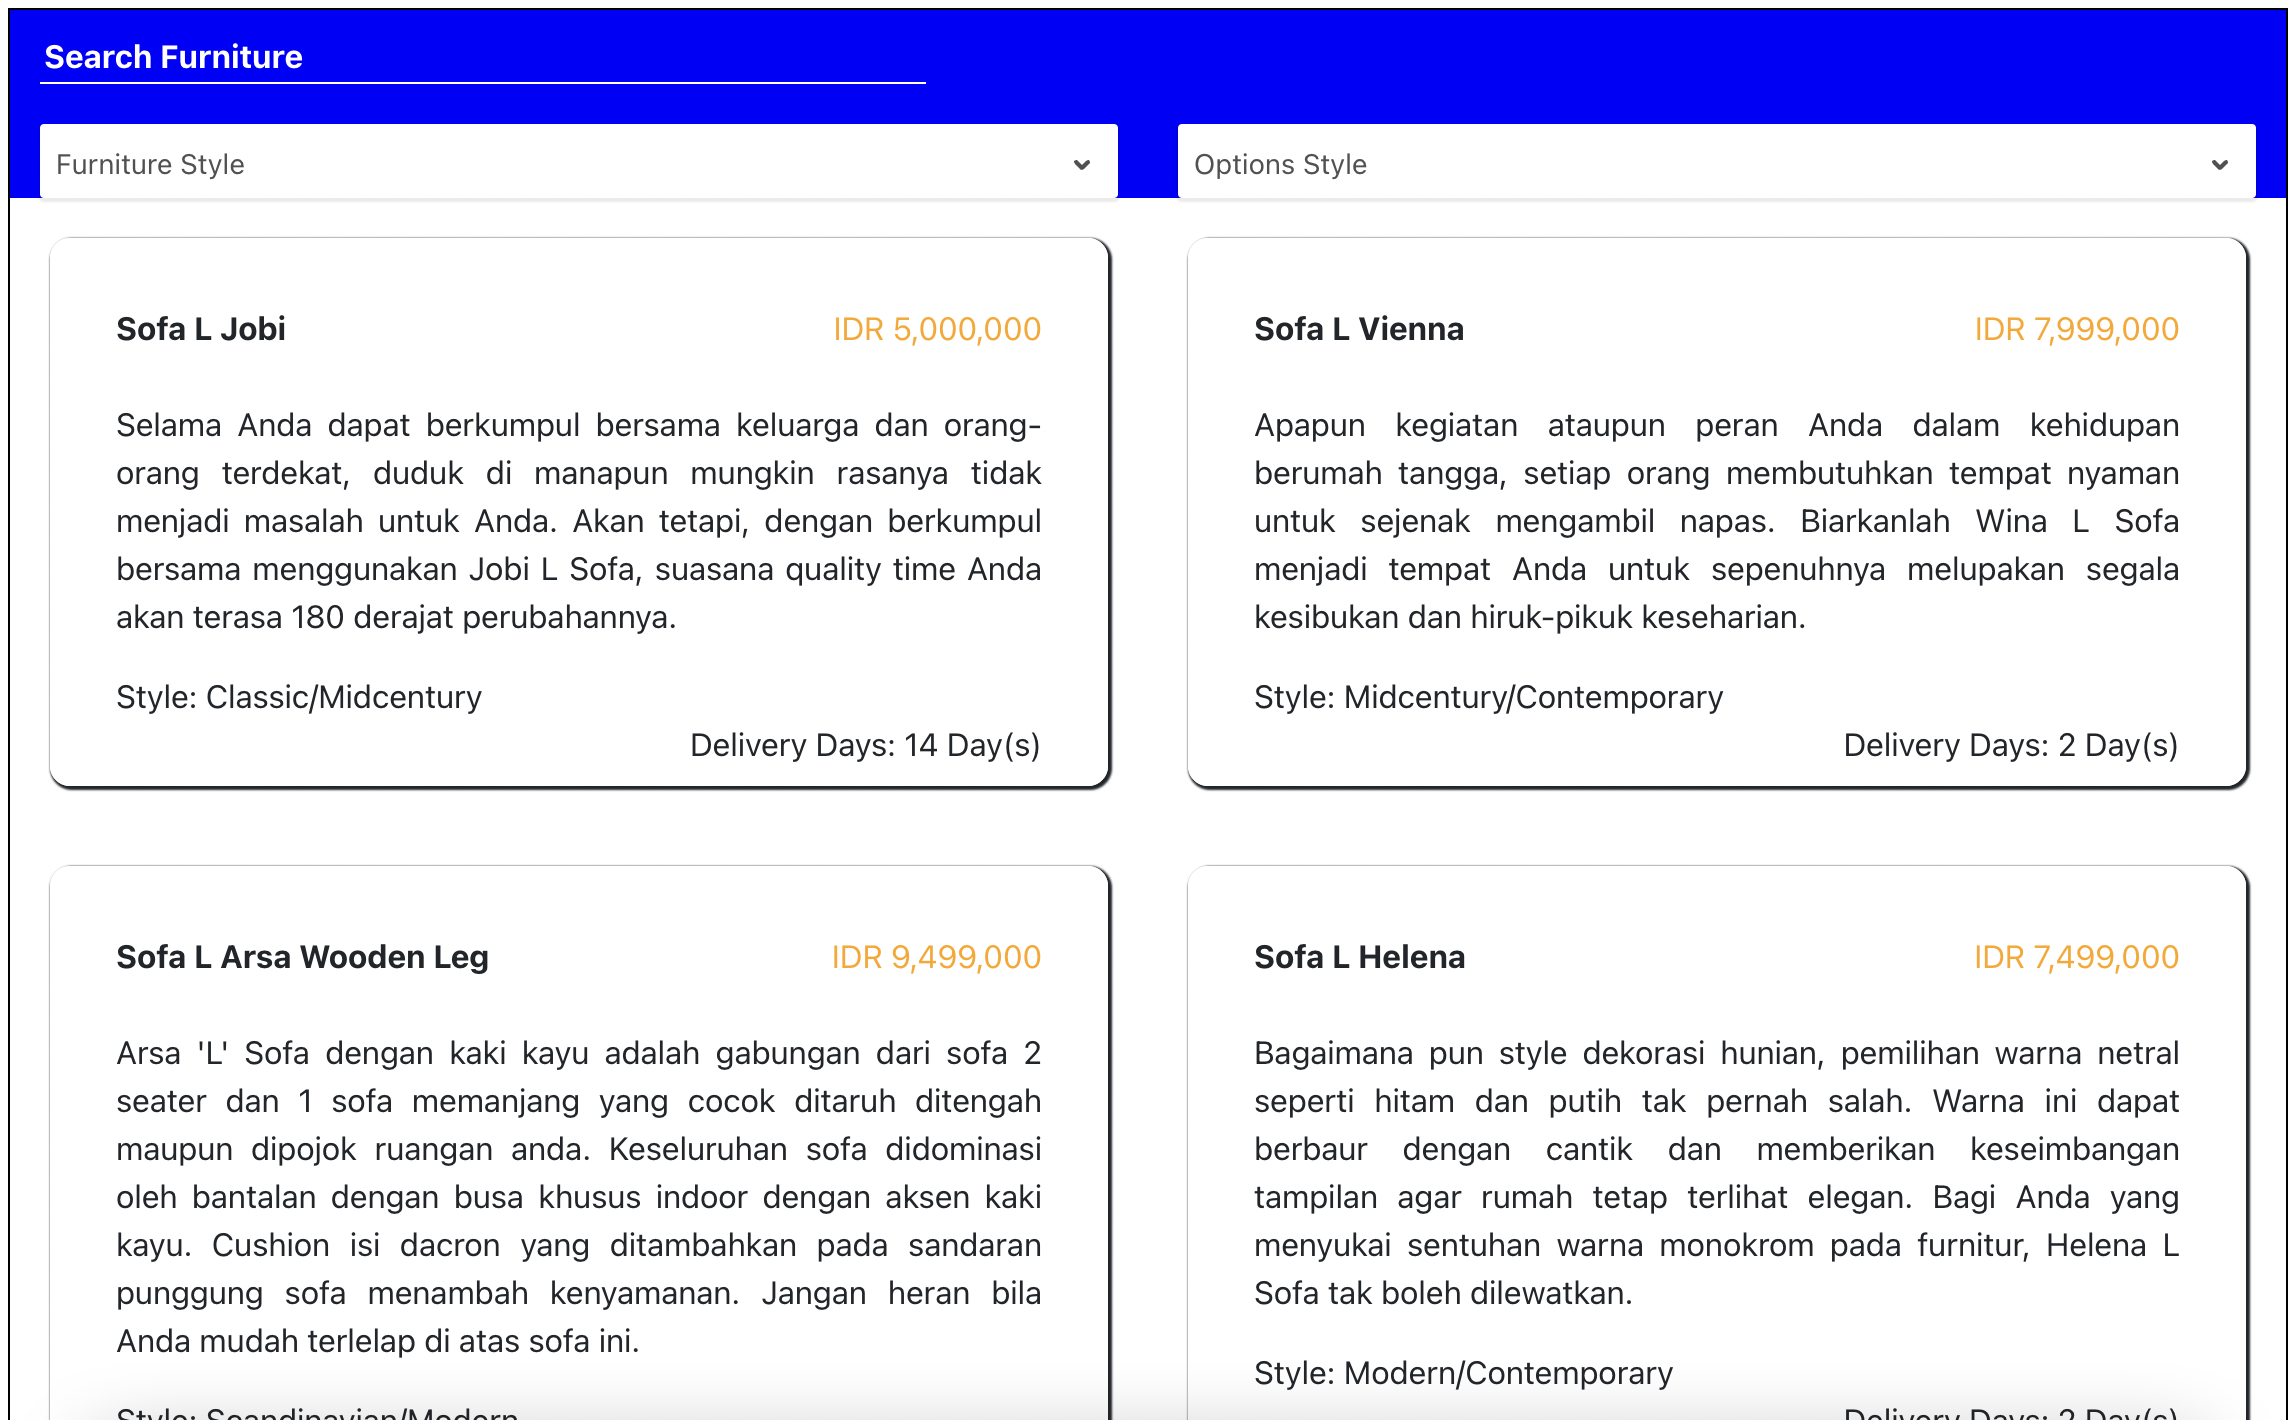 Search Furniture
Furniture Style
Options Style
Sofa L Jobi
IDR 5,000,000
Selama Anda dapat berkumpul bersama keluarga dan orang-
orang terdekat, duduk di manapun mungkin rasanya tidak
menjadi masalah untuk Anda. Akan tetapi, dengan berkumpul
bersama menggunakan Jobi L Sofa, suasana quality time Anda
akan terasa 180 derajat perubahannya.
Style: Classic/Midcentury
Delivery Days: 14 Day(s)
Sofa L Vienna
IDR 7,999,000
Apapun kegiatan ataupun peran Anda dalam kehidupan
berumah tangga, setiap orang membutuhkan tempat nyaman
untuk sejenak mengambil napas. Biarkanlah Wina L Sofa
menjadi tempat Anda untuk sepenuhnya melupakan segala
kesibukan dan hiruk-pikuk keseharian.
Style: Midcentury/Contemporary
Delivery Days: 2 Day(s)
Sofa L Arsa Wooden Leg
IDR 9,499,000
Arsa 'L' Sofa dengan kaki kayu adalah gabungan dari sofa 2
seater dan 1 sofa memanjang yang cocok ditaruh ditengah
maupun dipojok ruangan anda. Keseluruhan sofa didominasi
oleh bantalan dengan busa khusus indoor dengan aksen kaki
kayu. Cushion isi dacron yang ditambahkan pada sandaran
punggung sofa menambah kenyamanan. Jangan heran bila
Anda mudah terlelap di atas sofa ini.
Style: Scandinavian/Modern
Sofa L Helena
IDR 7,499,000
Bagaimana pun style dekorasi hunian, pemilihan warna netral
seperti hitam dan putih tak pernah salah. Warna ini dapat
berbaur dengan cantik dan memberikan keseimbangan
tampilan agar rumah tetap terlihat elegan. Bagi Anda yang
menyukai sentuhan warna monokrom pada furnitur, Helena L
Sofa tak boleh dilewatkan.
Style: Modern/Contemporary
Delivery Days: 2 Day(s)